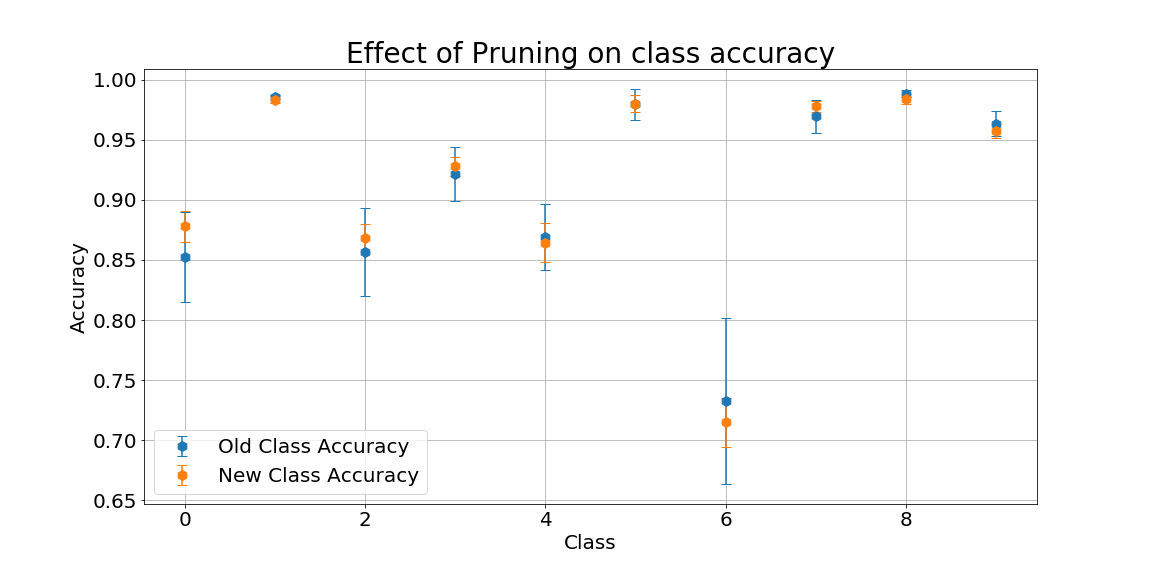 Effect of Pruning on class accuracy
1.00
0.95
0.90
0.85
0.80
0.75
0.70
0.65
Accuracy
Old Class Accuracy
New Class Accuracy
0 2 4 6 8
Class